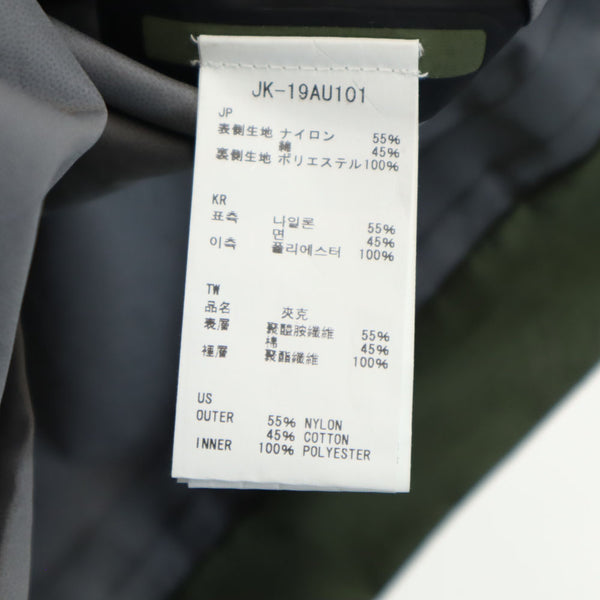 JK-19AU101
JP
表側生地 ナイロン 55%
綿 45%
裏側生地 ポリエステル 100%
KR
표측 나일론 55%
면 45%
이측 폴리에스터 100%
TW
品名 夾克
表層 聚醯胺纖維 55%
棉 45%
裡層 聚酯纖維 100%
US
OUTER 55% NYLON
45% COTTON
INNER 100% POLYESTER